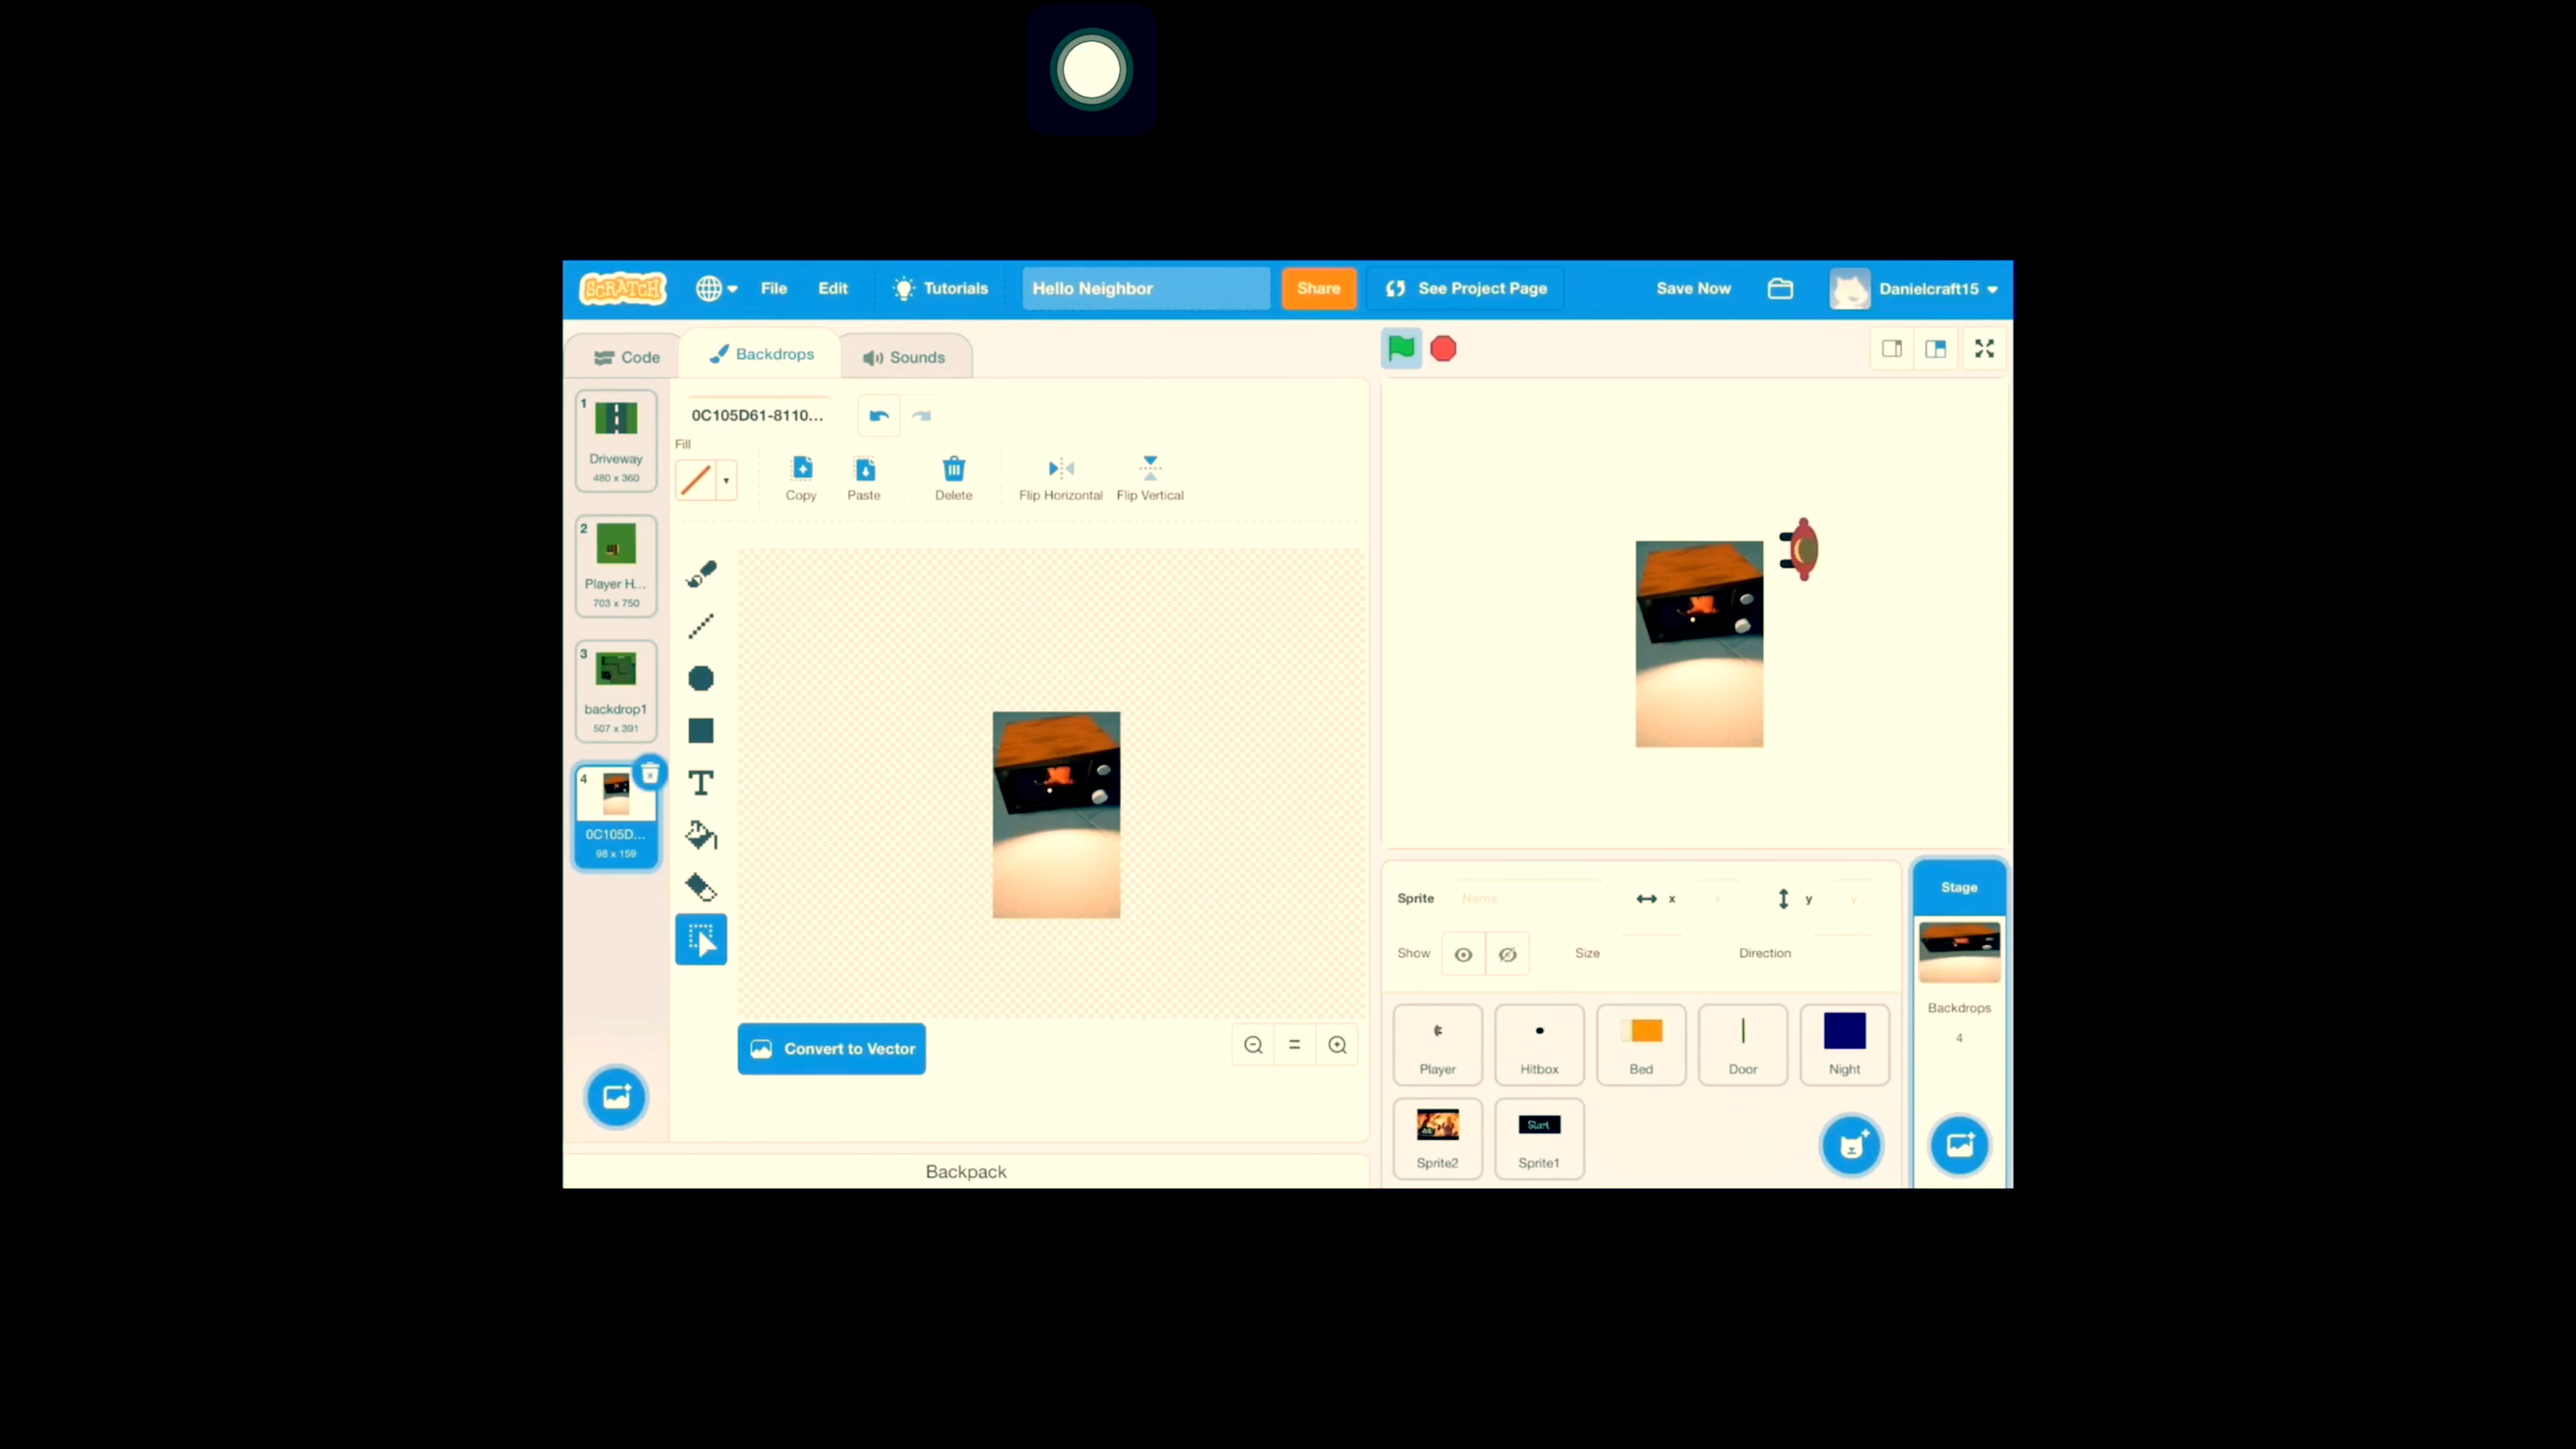 SCRATCH File Edit Tutorials Hello Neighbor Share See Project Page Save Now Danielcraft15
Code Backdrops Sounds
1
Driveway
480 x 360
2
Player H...
703 x 750
3
backdrop1
507 x 391
4
0C105D...
98 x 159
0C105D61-8110...
Fill
Copy Paste Delete Flip Horizontal Flip Vertical
T
Convert to Vector
Backpack
Sprite Name x x y y
Show Size Direction
Player Hitbox Bed Door Night
Start
Sprite2 Sprite1
Stage
Backdrops
4